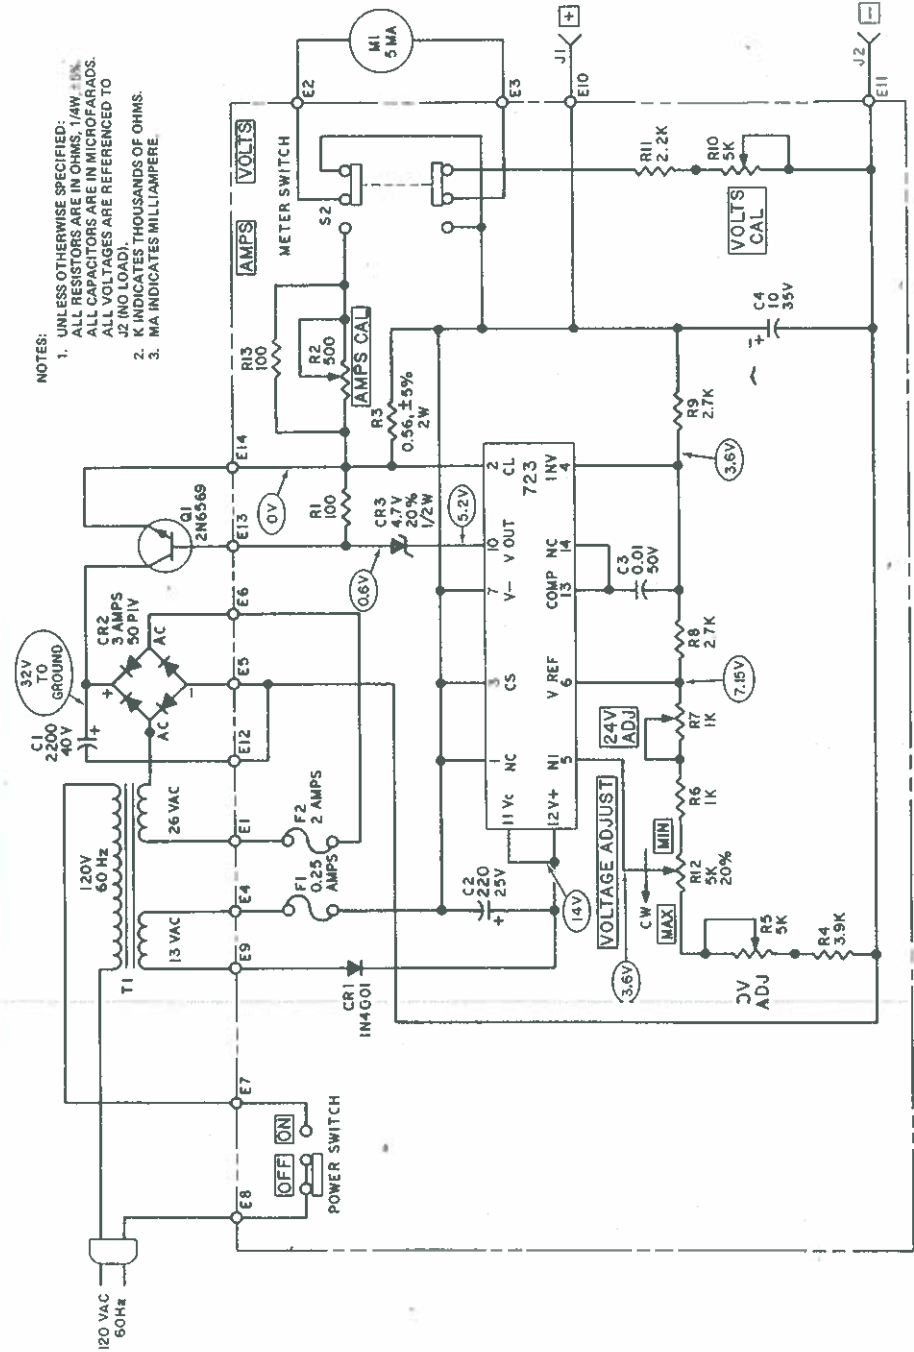 NOTES:
1. UNLESS OTHERWISE SPECIFIED:
ALL RESISTORS ARE IN OHMS, 1/4W, ±5%.
ALL CAPACITORS ARE IN MICROFARADS.
ALL VOLTAGES ARE REFERENCED TO
J2 (NO LOAD).
2. K INDICATES THOUSANDS OF OHMS.
3. MA INDICATES MILLIAMPERE.
120 VAC
60Hz
E8
E7
OFF
ON
POWER SWITCH
120V
60 Hz
T1
13 VAC
26 VAC
E9
E4
E1
E12
E5
E6
E13
E14
C1
2200
40V
+
32V
TO
GROUND
CR2
3 AMPS
50 PIV
+
AC
AC
Q1
2N6569
CR1
1N4001
F1
0.25
AMPS
F2
2 AMPS
0V
0.6V
R1
100
CR3
4.7V
20%
1/2W
5.2V
R13
100
R2
500
AMPS CAL
R3
0.56, ±5%
2W
AMPS
VOLTS
METER SWITCH
S2
E2
E3
M1
5 MA
J1
+
E10
J2
−
E11
R11
2.2K
R10
5K
VOLTS
CAL
C4
10
35V
+
C2
220
25V
+
14V
11 Vc
12 V+
1
NC
3
CS
7
V−
10
V OUT
2
CL
723
NI
5
V REF
6
COMP
13
NC
14
INV
4
C3
0.01
50V
VOLTAGE ADJUST
3.6V
CW
MAX
MIN
R12
5K
20%
R6
1K
24V
ADJ
R7
1K
7.15V
R8
2.7K
3.6V
R9
2.7K
ADJ
R5
5K
R4
3.9K